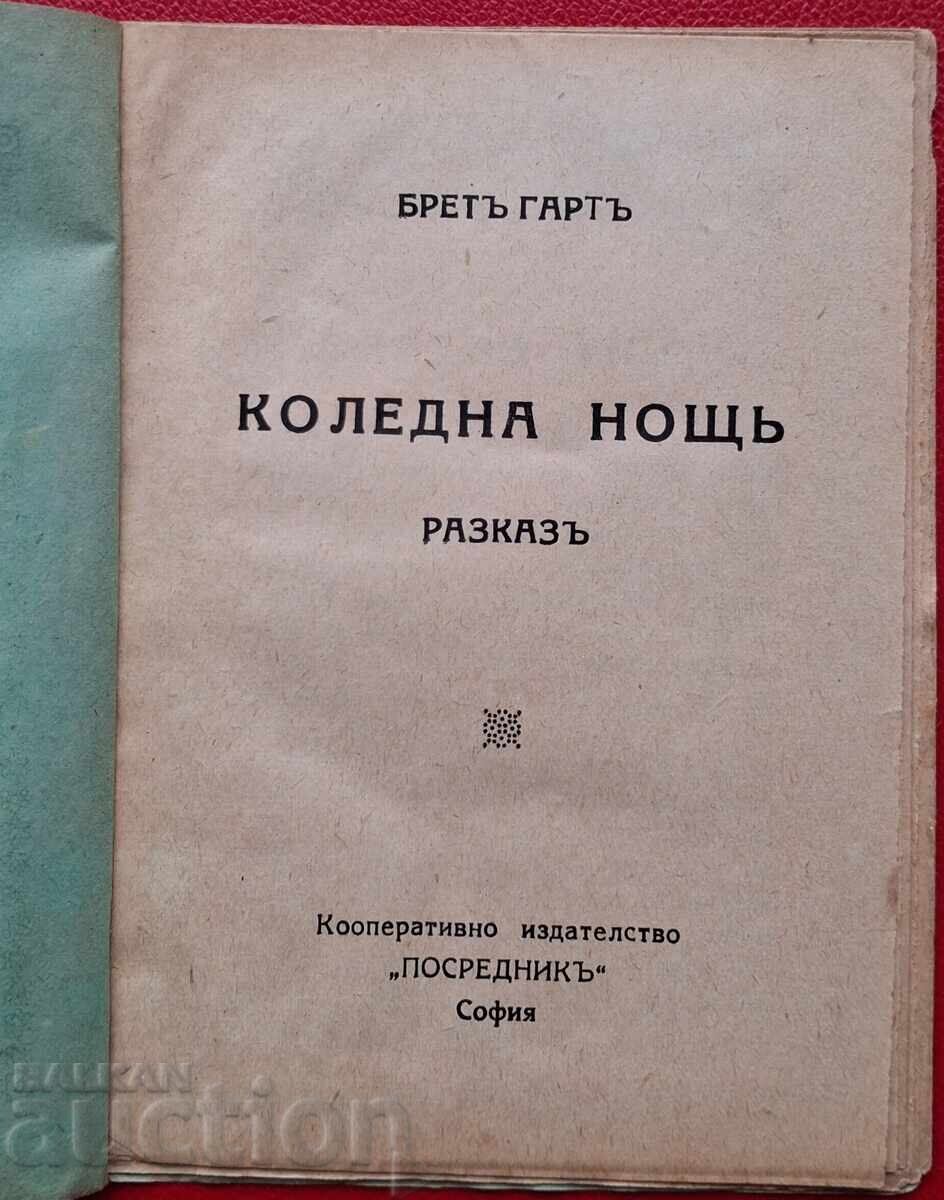 БРЕТЪ ГАРТЪ
КОЛЕДНА НОЩЬ
РАЗКАЗЪ
Кооперативно издателство
„ПОСРЕДНИКЪ“
София
BALKAN
auction